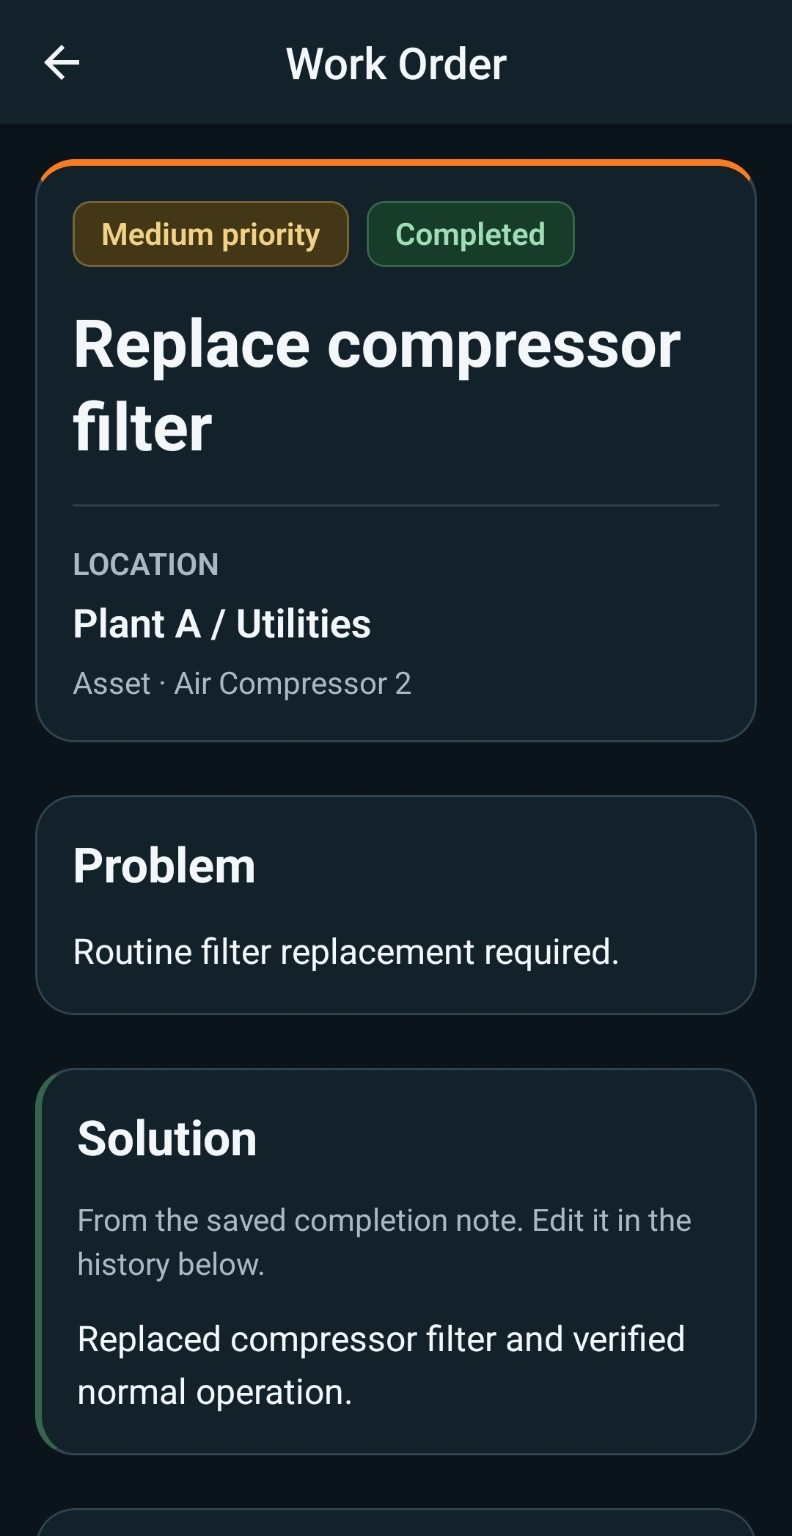 Work Order
Medium priority
Completed
Replace compressor
filter
LOCATION
Plant A / Utilities
Asset · Air Compressor 2
Problem
Routine filter replacement required.
Solution
From the saved completion note. Edit it in the
history below.
Replaced compressor filter and verified
normal operation.